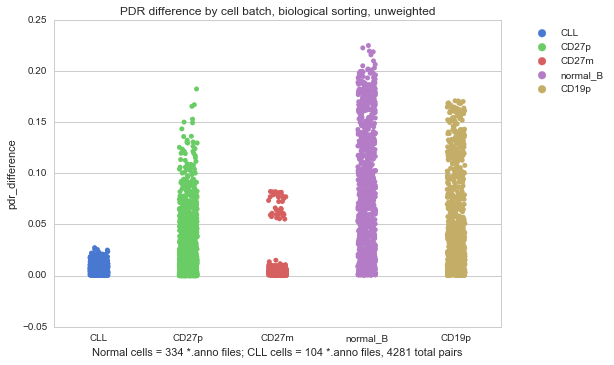 PDR difference by cell batch, biological sorting, unweighted
0.25
0.20
0.15
0.10
0.05
0.00
−0.05
pdr_difference
CLL
CD27p
CD27m
normal_B
CD19p
CLL CD27p CD27m normal_B CD19p
Normal cells = 334 *.anno files; CLL cells = 104 *.anno files, 4281 total pairs